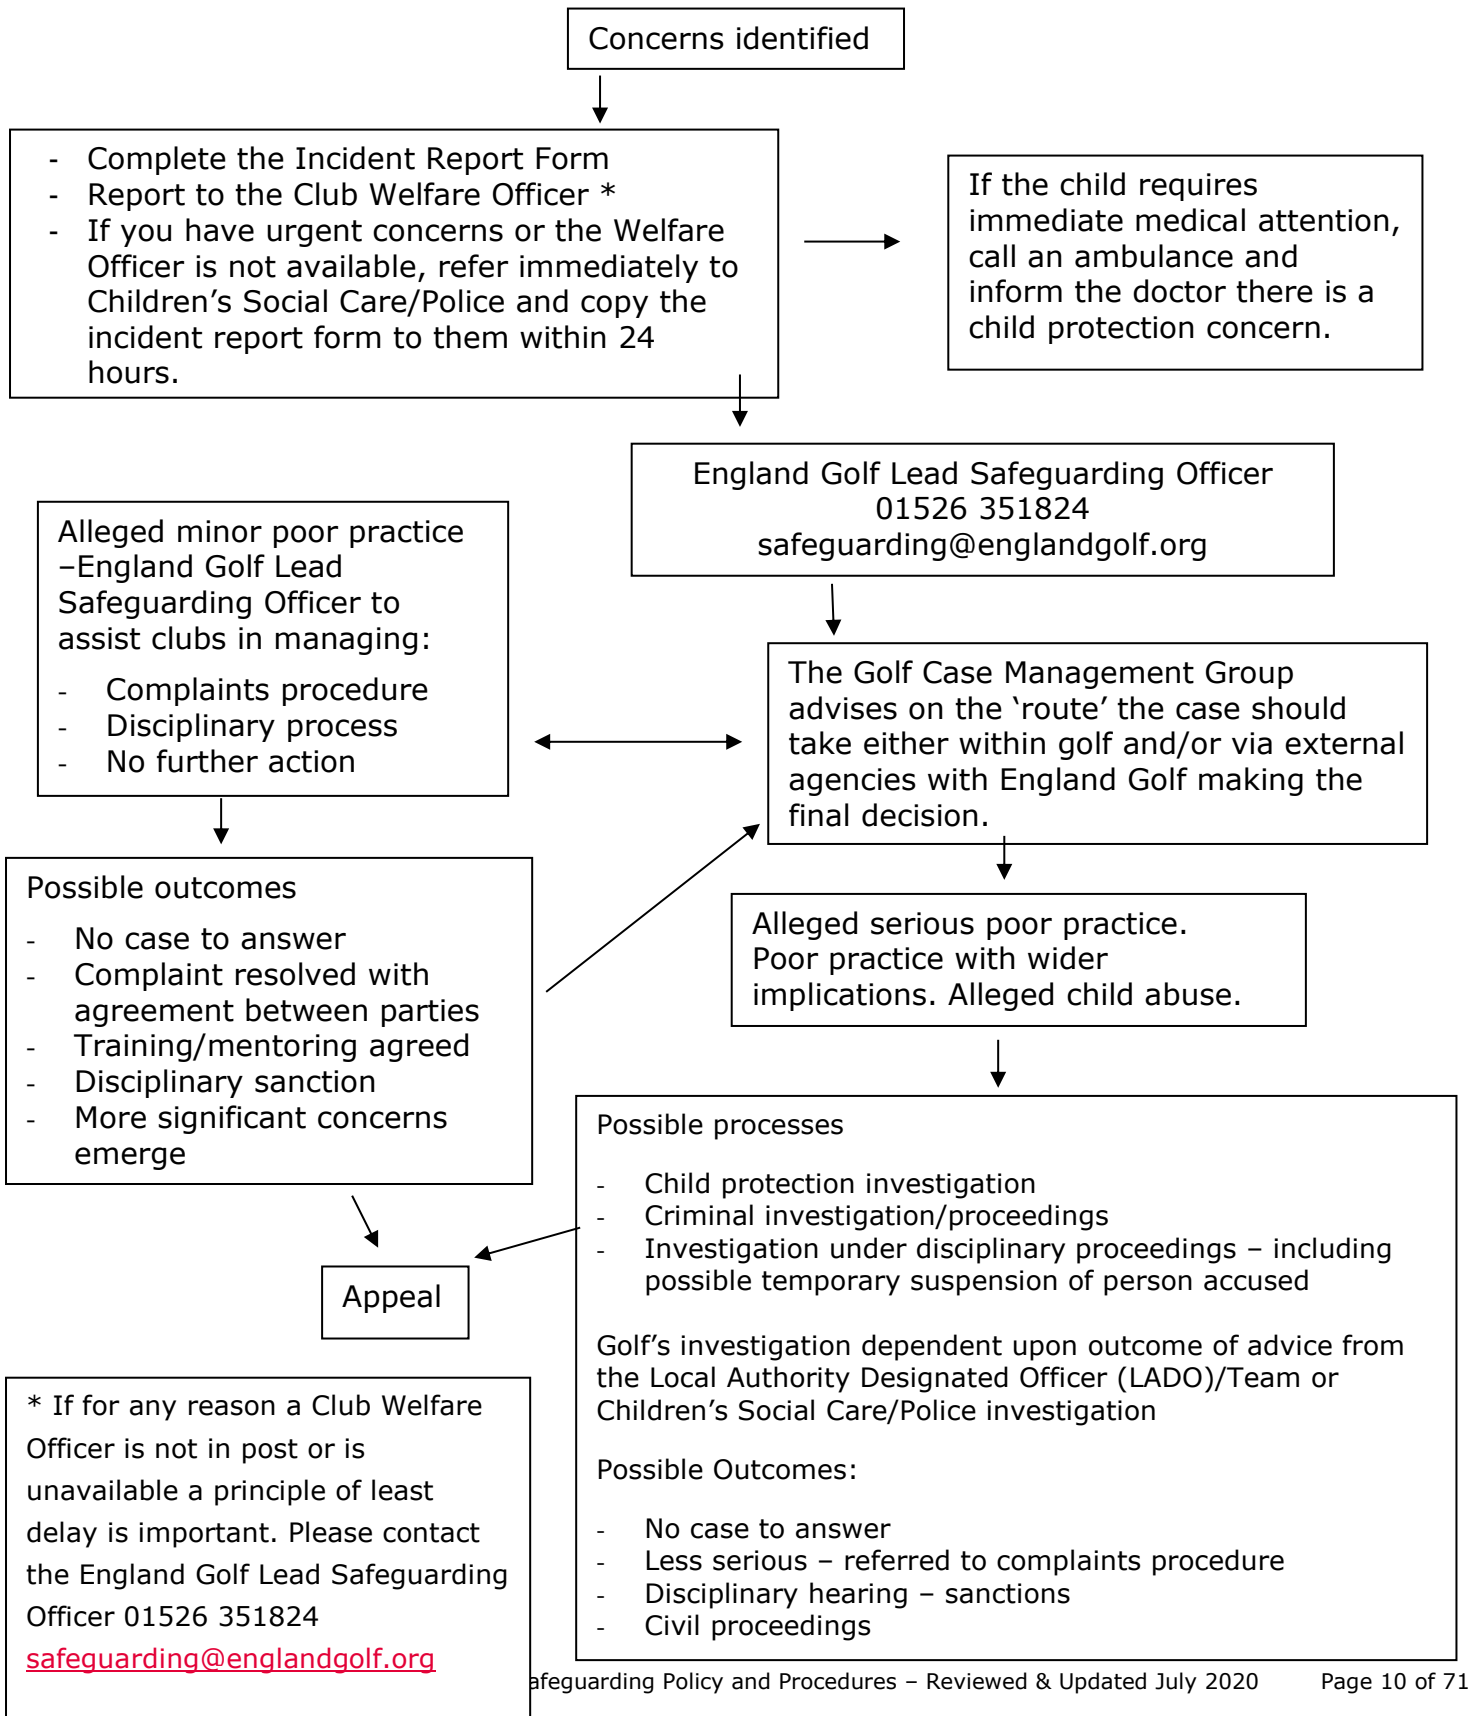 Concerns identified
- Complete the Incident Report Form
- Report to the Club Welfare Officer *
- If you have urgent concerns or the Welfare
Officer is not available, refer immediately to
Children’s Social Care/Police and copy the
incident report form to them within 24
hours.
If the child requires
immediate medical attention,
call an ambulance and
inform the doctor there is a
child protection concern.
England Golf Lead Safeguarding Officer
01526 351824
safeguarding@englandgolf.org
Alleged minor poor practice
–England Golf Lead
Safeguarding Officer to
assist clubs in managing:
- Complaints procedure
- Disciplinary process
- No further action
The Golf Case Management Group
advises on the ‘route’ the case should
take either within golf and/or via external
agencies with England Golf making the
final decision.
Possible outcomes
- No case to answer
- Complaint resolved with
agreement between parties
- Training/mentoring agreed
- Disciplinary sanction
- More significant concerns
emerge
Alleged serious poor practice.
Poor practice with wider
implications. Alleged child abuse.
Possible processes
- Child protection investigation
- Criminal investigation/proceedings
- Investigation under disciplinary proceedings – including
possible temporary suspension of person accused
Golf’s investigation dependent upon outcome of advice from
the Local Authority Designated Officer (LADO)/Team or
Children’s Social Care/Police investigation
Possible Outcomes:
- No case to answer
- Less serious – referred to complaints procedure
- Disciplinary hearing – sanctions
- Civil proceedings
Appeal
* If for any reason a Club Welfare
Officer is not in post or is
unavailable a principle of least
delay is important. Please contact
the England Golf Lead Safeguarding
Officer 01526 351824
safeguarding@englandgolf.org
afeguarding Policy and Procedures – Reviewed & Updated July 2020 Page 10 of 71